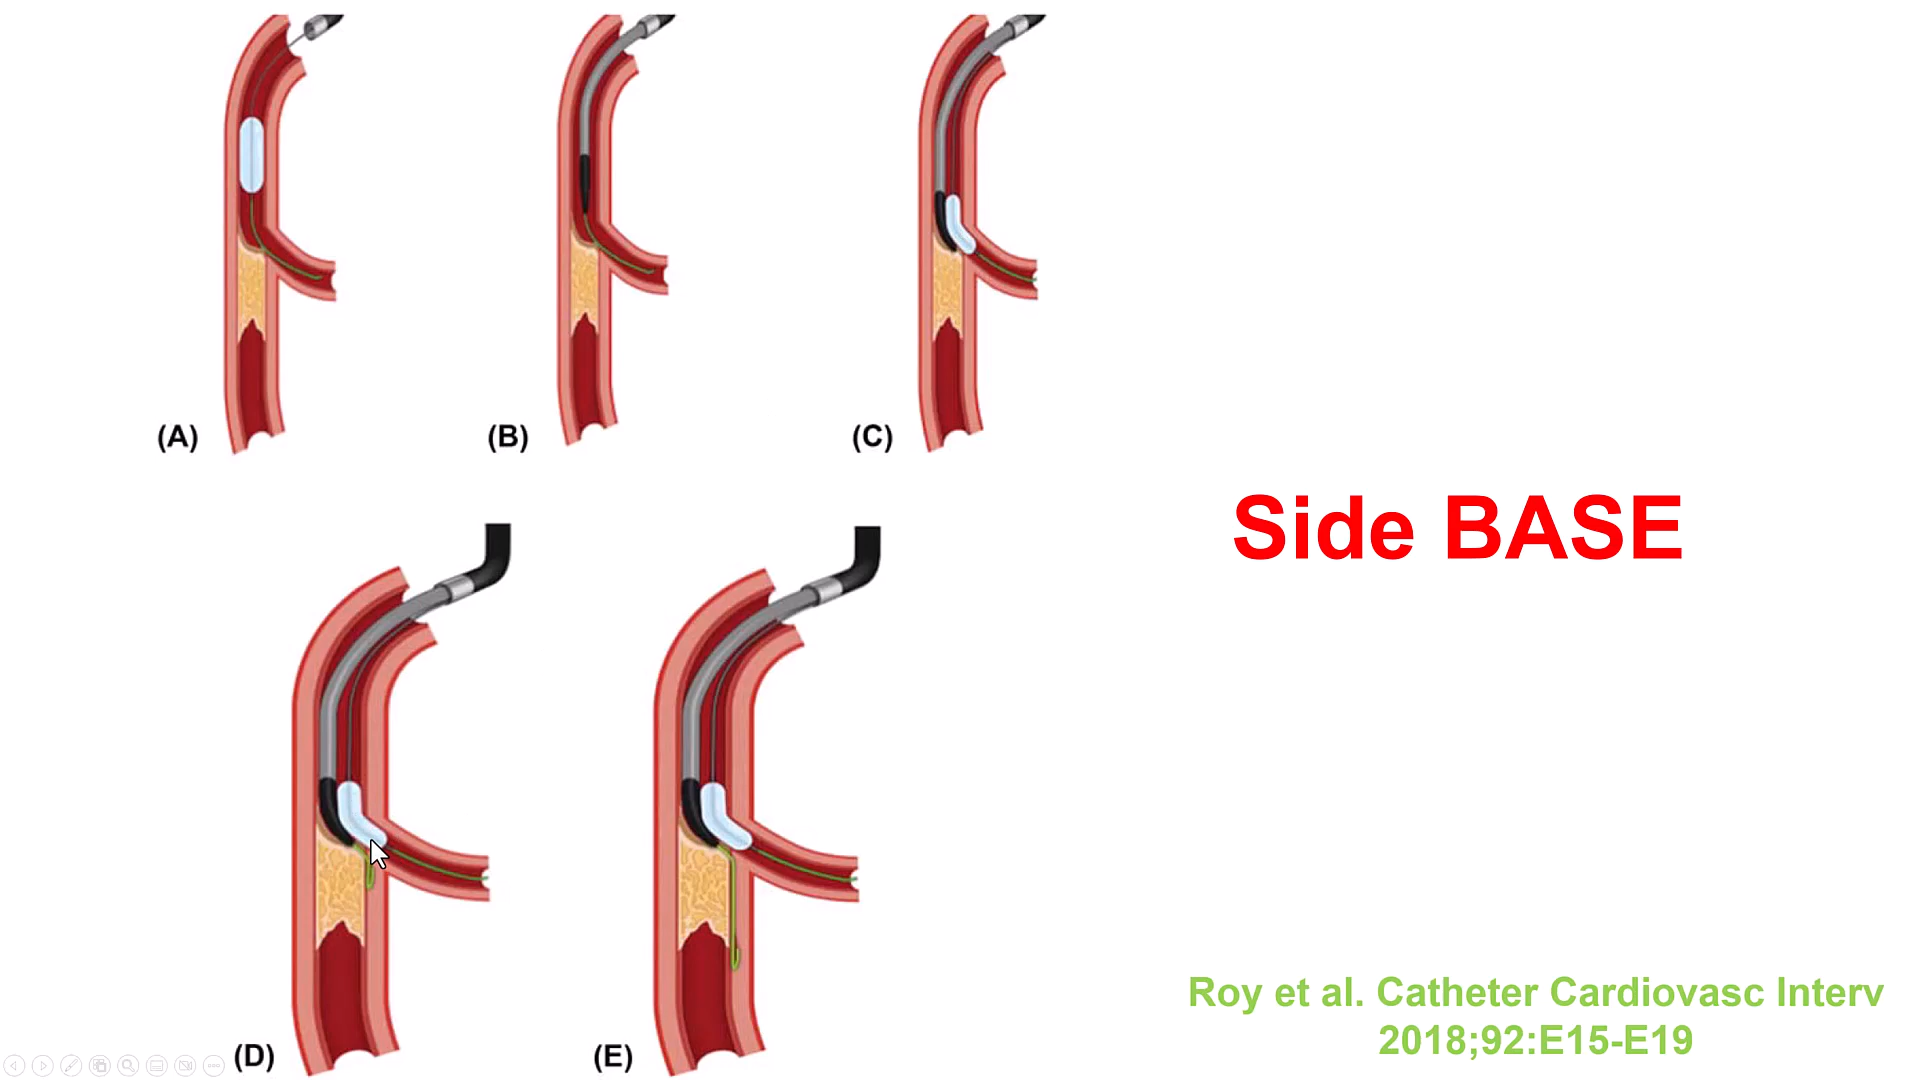 (A)
(B)
(C)
Side BASE
(D)
(E)
Roy et al. Catheter Cardiovasc Interv
2018;92:E15-E19